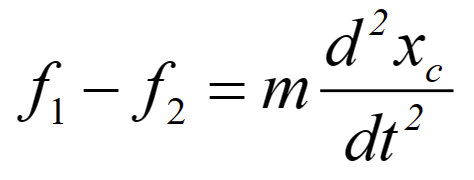 f₁ − f₂ = m d²x_c / dt²